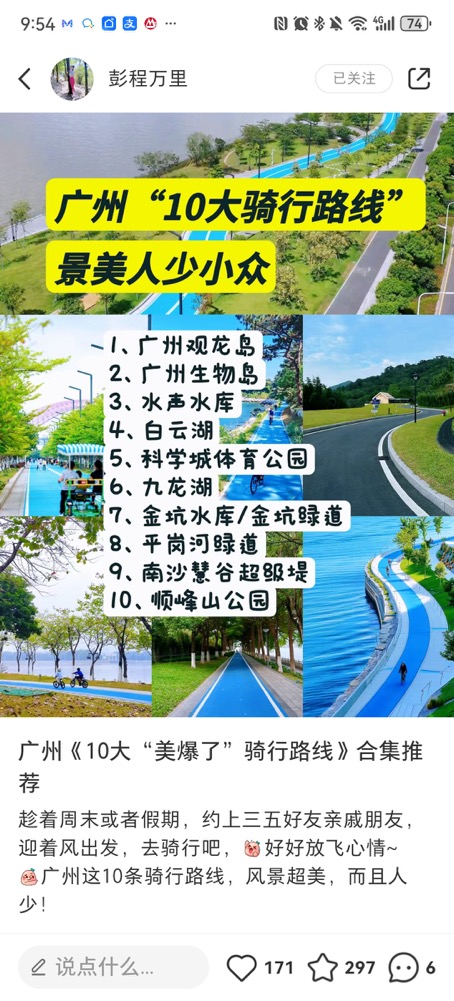 9:54
4G
74
彭程万里
已关注
广州“10大骑行路线”
景美人少小众
1、广州观龙岛
2、广州生物岛
3、水声水库
4、白云湖
5、科学城体育公园
6、九龙湖
7、金坑水库/金坑绿道
8、平岗河绿道
9、南沙慧谷超级堤
10、顺峰山公园
广州《10大“美爆了”骑行路线》合集推
荐
趁着周末或者假期，约上三五好友亲戚朋友，
迎着风出发，去骑行吧，好好放飞心情~
广州这10条骑行路线，风景超美，而且人
少！
说点什么...
171
297
6